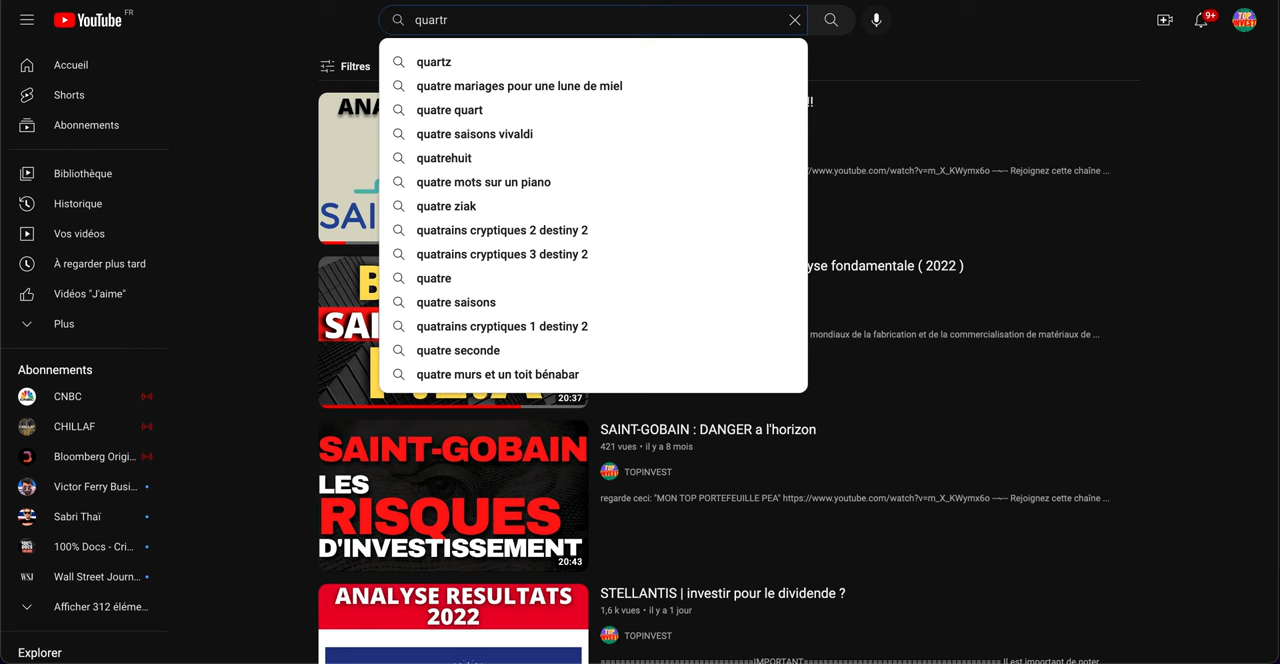 YouTube FR
quartr
9+
TOP INVEST
Accueil
Shorts
Abonnements
Bibliothèque
Historique
Vos vidéos
À regarder plus tard
Vidéos "J'aime"
Plus
Abonnements
CNBC
CHILLAF
Bloomberg Origi...
Victor Ferry Busi...
Sabri Thaï
100% Docs - Cri...
WSJ Wall Street Journ...
Afficher 312 éléme...
Explorer
Filtres
quartz
quatre mariages pour une lune de miel
quatre quart
quatre saisons vivaldi
quatrehuit
quatre mots sur un piano
quatre ziak
quatrains cryptiques 2 destiny 2
quatrains cryptiques 3 destiny 2
quatre
quatre saisons
quatrains cryptiques 1 destiny 2
quatre seconde
quatre murs et un toit bénabar
ANA
SAI
!!
/www.youtube.com/watch?v=m_X_KWymx6o -~-~ Rejoignez cette chaîne ...
B
SAI
20:37
yse fondamentale ( 2022 )
mondiaux de la fabrication et de la commercialisation de matériaux de ...
SAINT-GOBAIN
LES
RISQUES
D'INVESTISSEMENT
20:43
SAINT-GOBAIN : DANGER a l'horizon
421 vues • il y a 8 mois
TOPINVEST
regarde ceci: "MON TOP PORTEFEUILLE PEA" https://www.youtube.com/watch?v=m_X_KWymx6o -~-~ Rejoignez cette chaîne ...
ANALYSE RESULTATS
2022
STELLANTIS | investir pour le dividende ?
1,6 k vues • il y a 1 jour
TOPINVEST
IMPORTANT
Il est important de noter